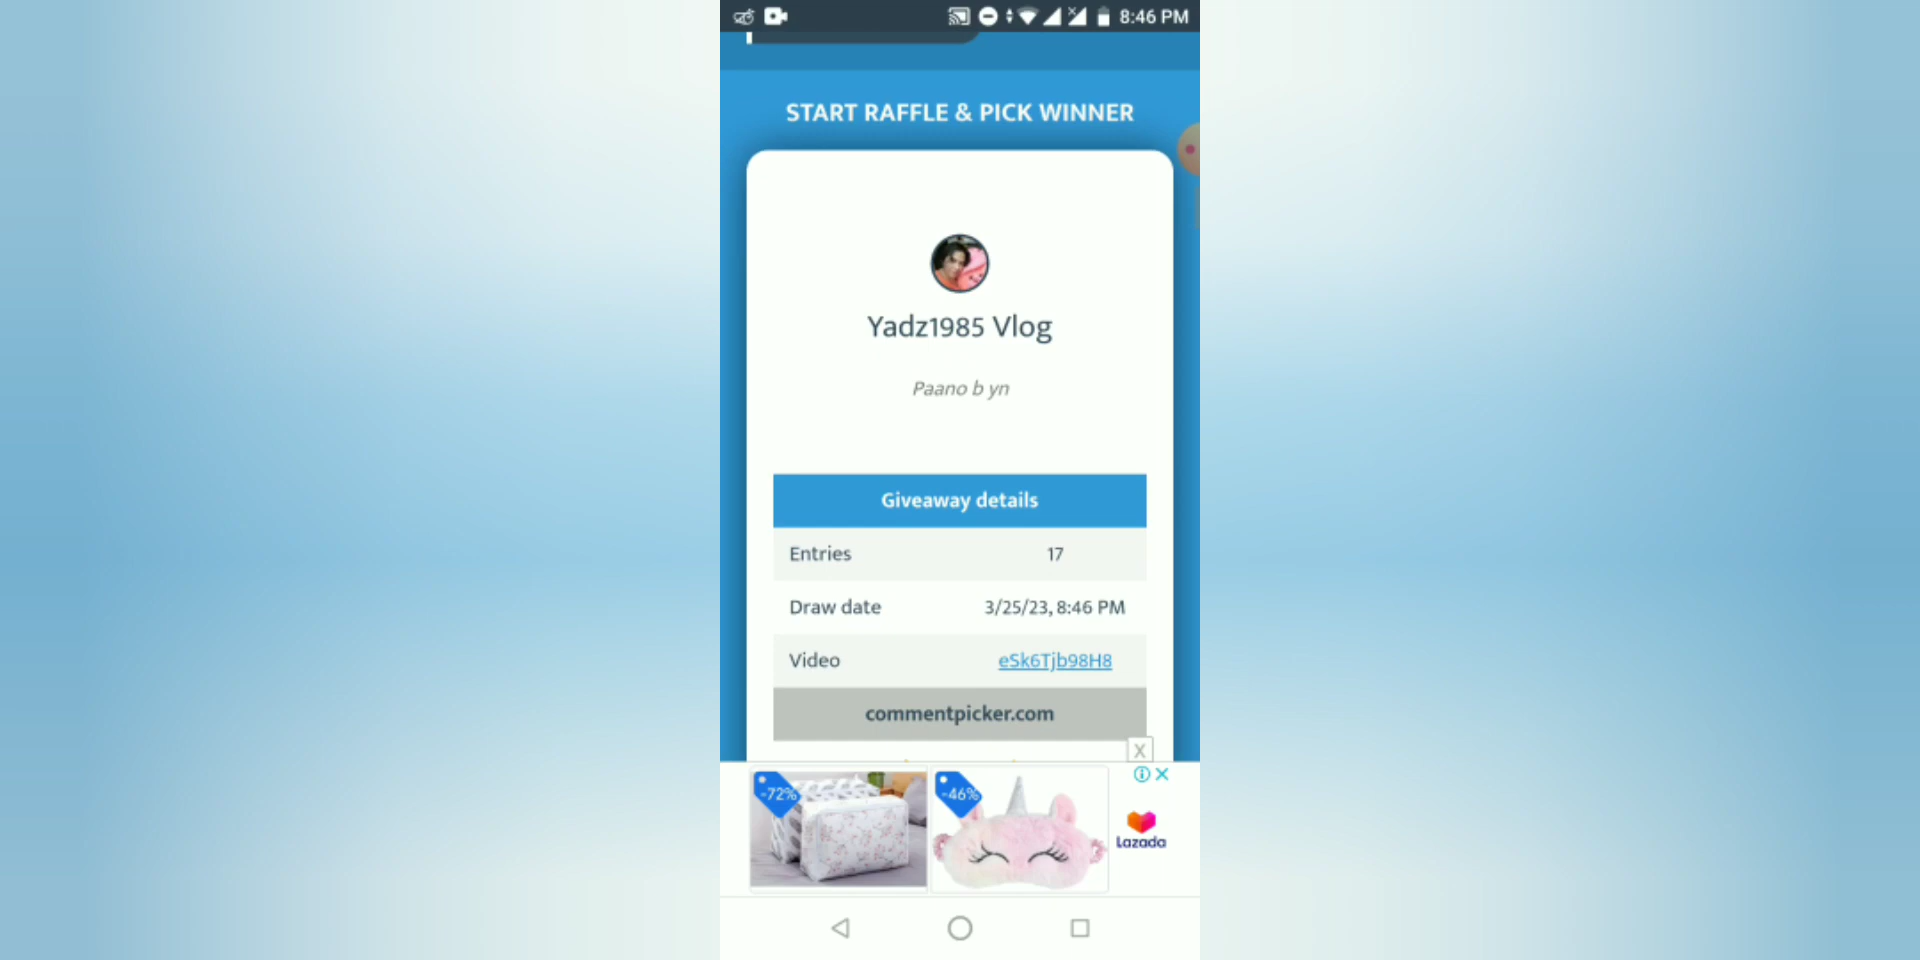 8:46 PM
START RAFFLE & PICK WINNER
Yadz1985 Vlog
Paano b yn
Giveaway details
Entries 17
Draw date 3/25/23, 8:46 PM
Video eSk6Tjb98H8
commentpicker.com
X
-72% -46%
Lazada